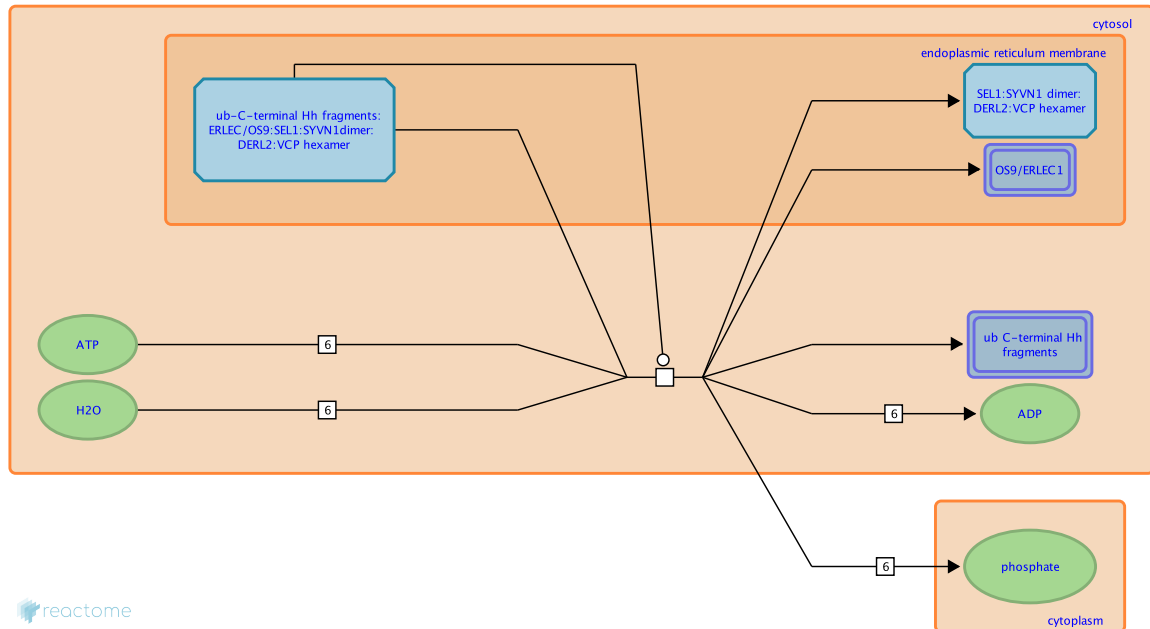 cytosol
endoplasmic reticulum membrane
ub-C-terminal Hh fragments:
ERLEC/OS9:SEL1:SYVN1dimer:
DERL2:VCP hexamer
SEL1:SYVN1 dimer:
DERL2:VCP hexamer
OS9/ERLEC1
ATP
6
ub C-terminal Hh
fragments
H2O
6
6
ADP
6
phosphate
cytoplasm
reactome